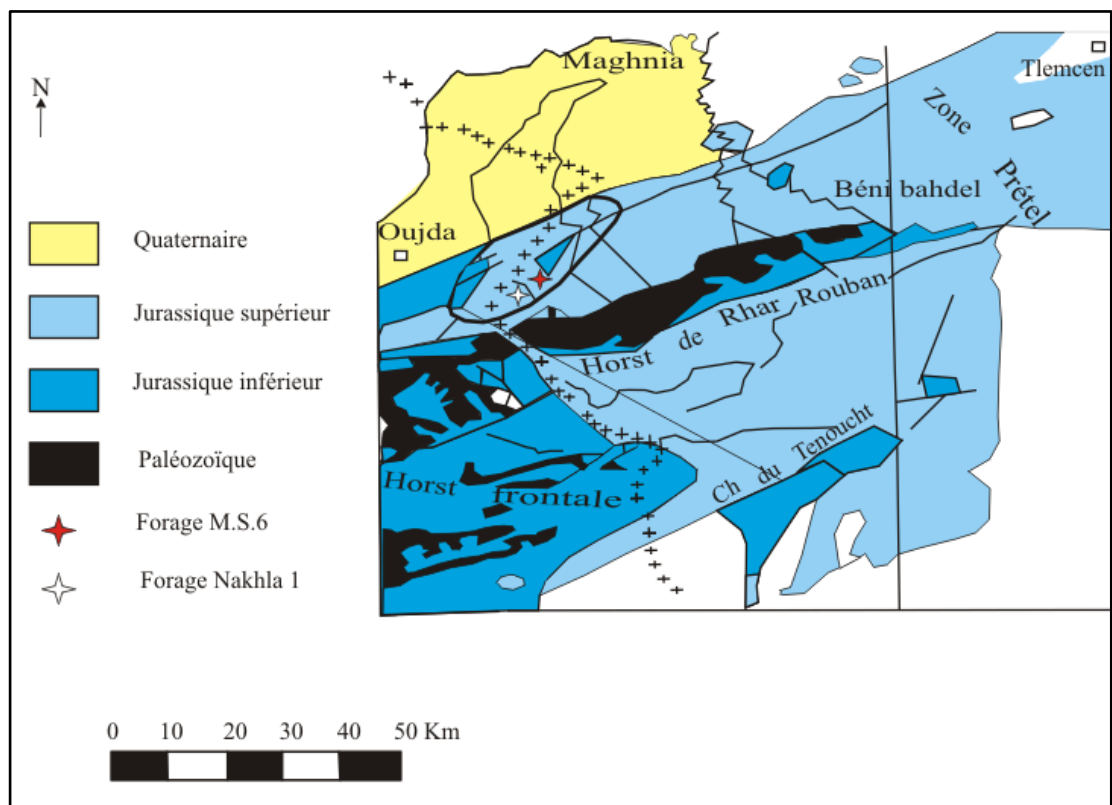 N
Maghnia
Tlemcen
Zone
Prétel
Béni bahdel
Oujda
Horst de Rhar Rouban
Ch du Tenoucht
Horst frontale
Quaternaire
Jurassique supérieur
Jurassique inférieur
Paléozoïque
Forage M.S.6
Forage Nakhla 1
0 10 20 30 40 50 Km